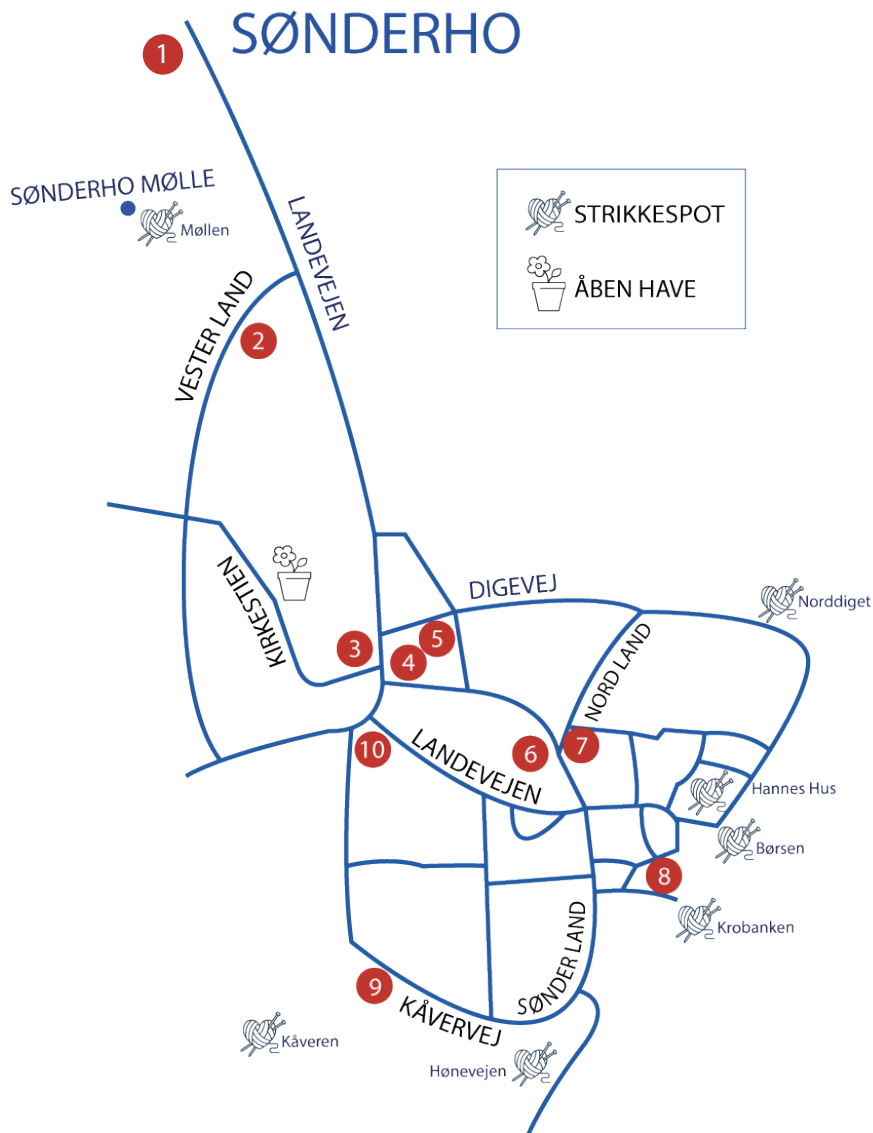 SØNDERHO
1
SØNDERHO MØLLE
Møllen
LANDEVEJEN
STRIKKESPOT
ÅBEN HAVE
VESTER LAND
2
KIRKESTIEN
DIGEVEJ
Norddiget
3
4
5
NORD LAND
10
LANDEVEJEN
6
7
Hannes Hus
Børsen
8
Krobanken
SØNDER LAND
9
KÅVERVEJ
Kåveren
Hønevejen